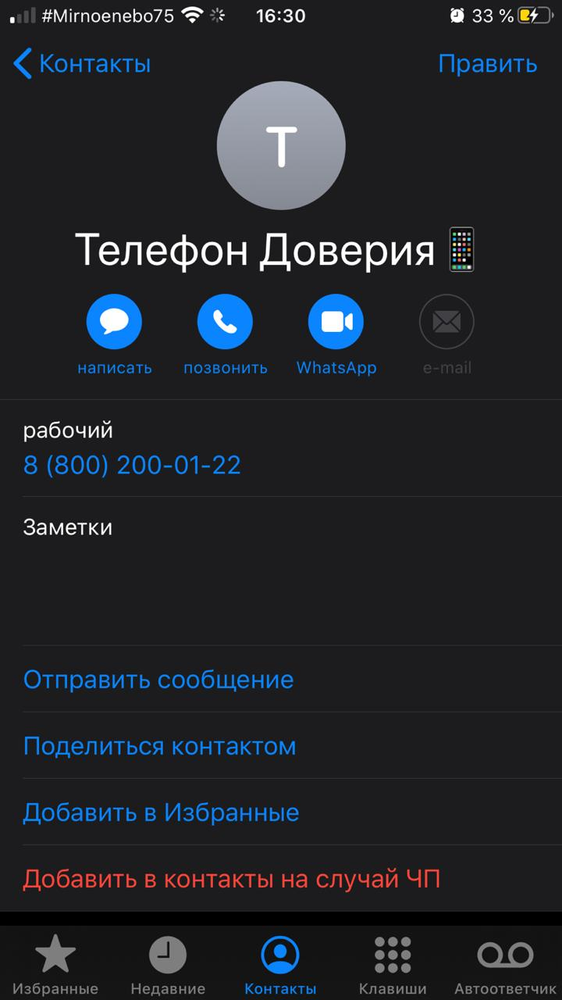 #Mirnoenebo75 16:30 33 %
Контакты Править
Т
Телефон Доверия📱
написать позвонить WhatsApp e-mail
рабочий
8 (800) 200-01-22
Заметки
Отправить сообщение
Поделиться контактом
Добавить в Избранные
Добавить в контакты на случай ЧП
Избранные Недавние Контакты Клавиши Автоответчик